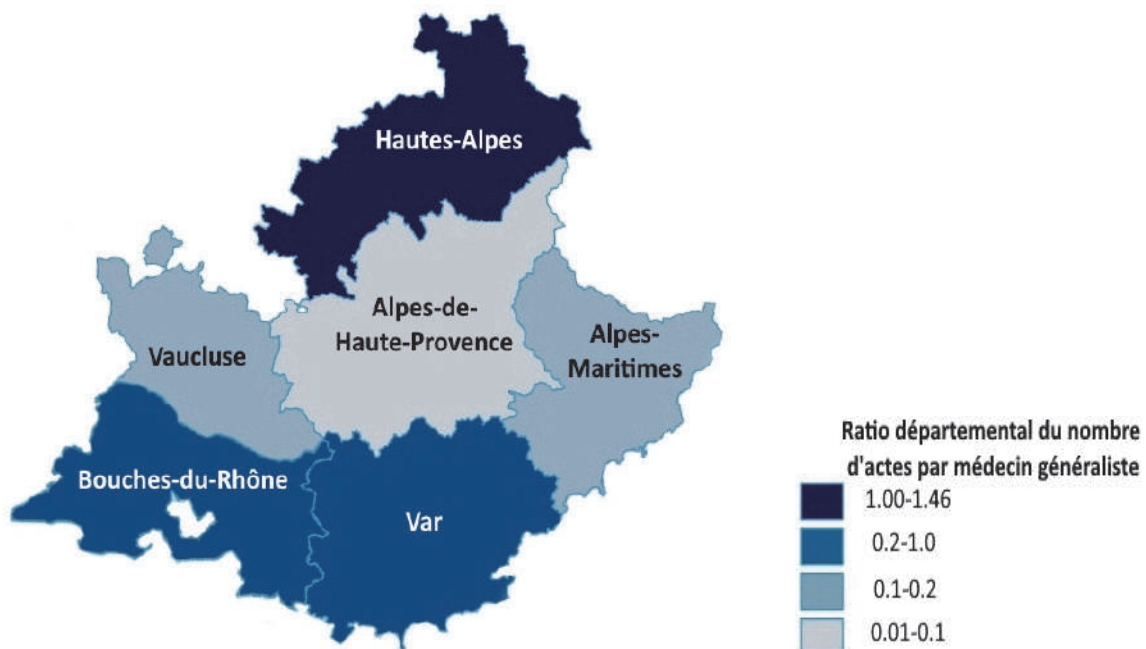 Hautes-Alpes
Alpes-de-
Haute-Provence
Alpes-
Maritimes
Vaucluse
Bouches-du-Rhône
Var
Ratio départemental du nombre
d'actes par médecin généraliste
1.00-1.46
0.2-1.0
0.1-0.2
0.01-0.1